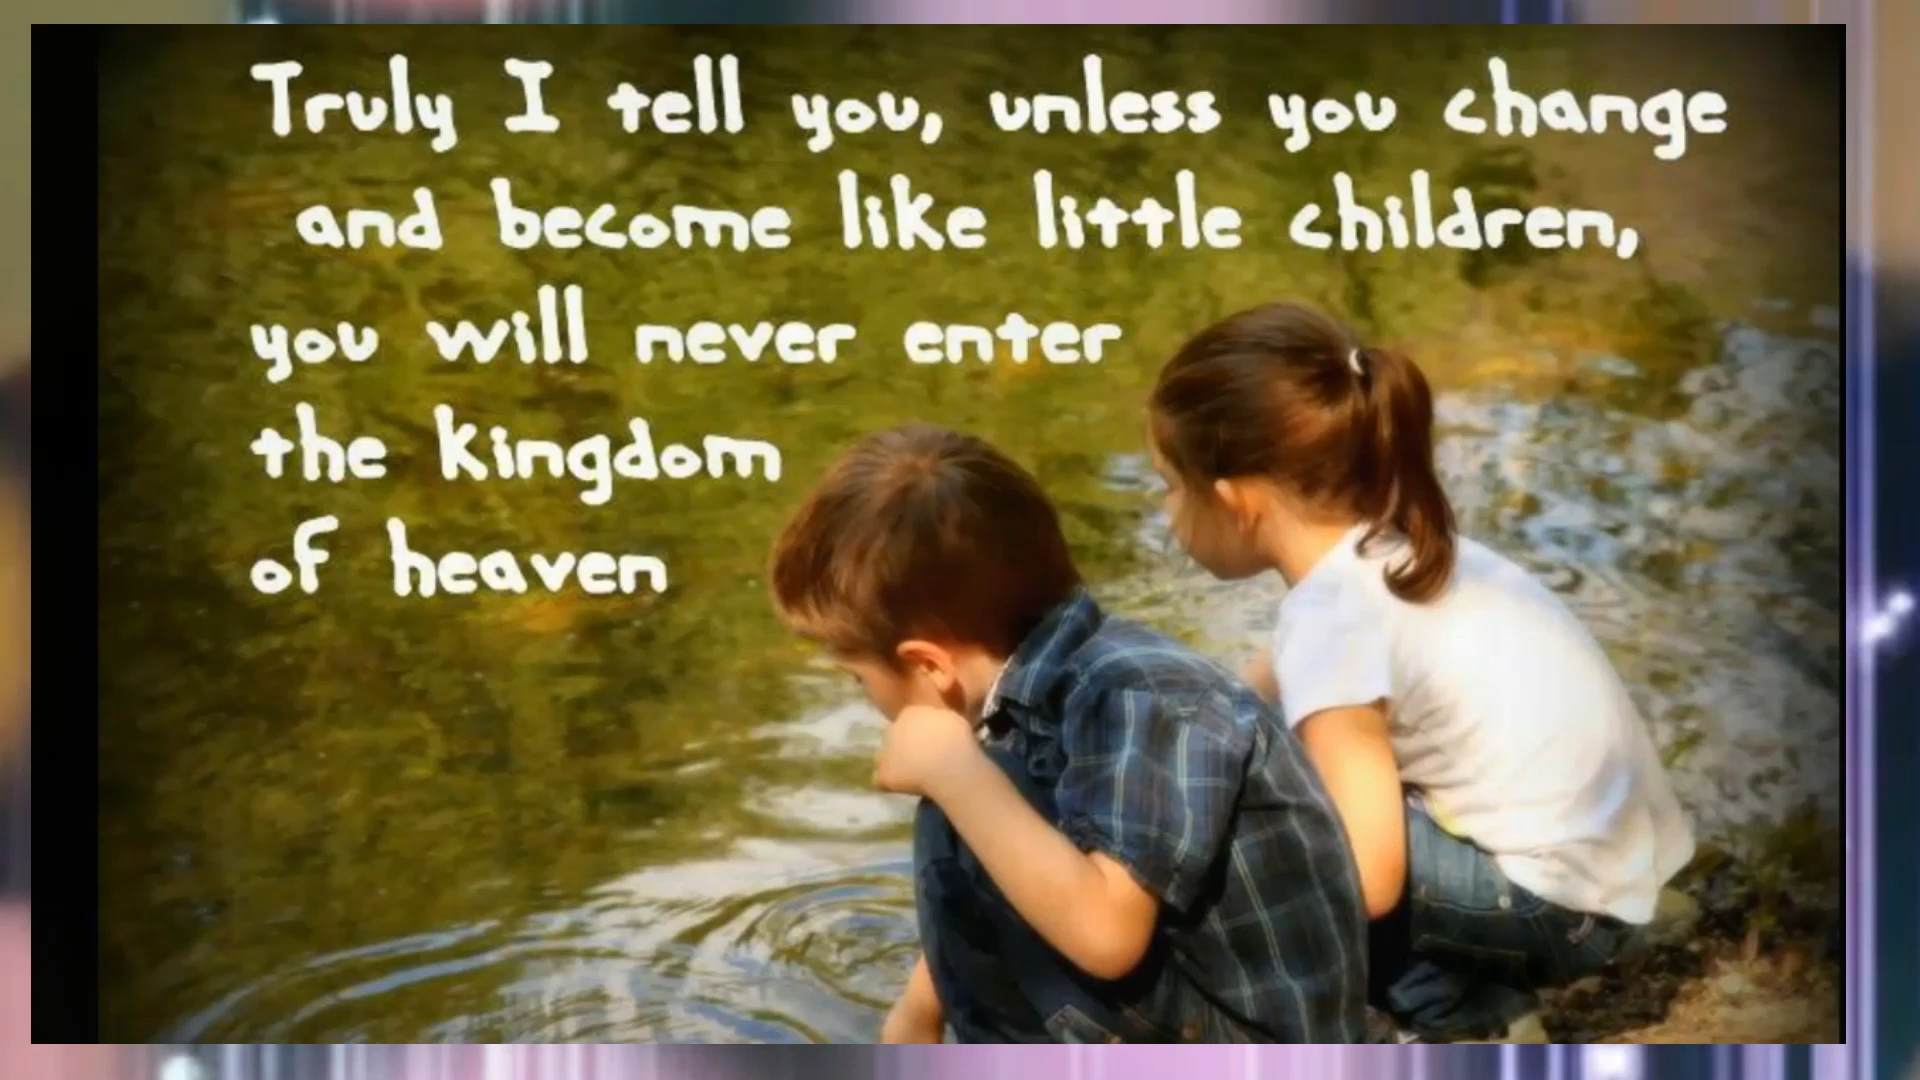 Truly I tell you, unless you change
and become like little children,
you will never enter
the kingdom
of heaven